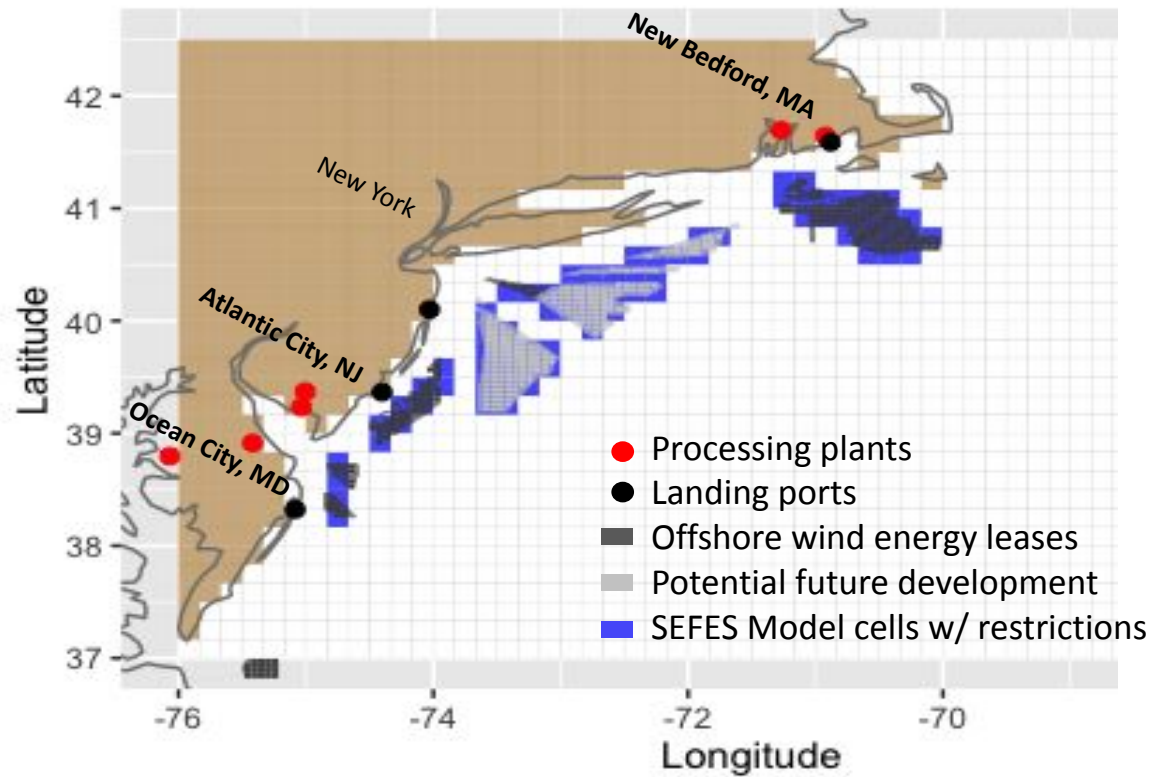 New Bedford, MA
42
New York
41
Latitude
40
Atlantic City, NJ
39
Ocean City, MD
Processing plants
Landing ports
38
Offshore wind energy leases
Potential future development
SEFES Model cells w/ restrictions
37
-76
-74
-72
-70
Longitude